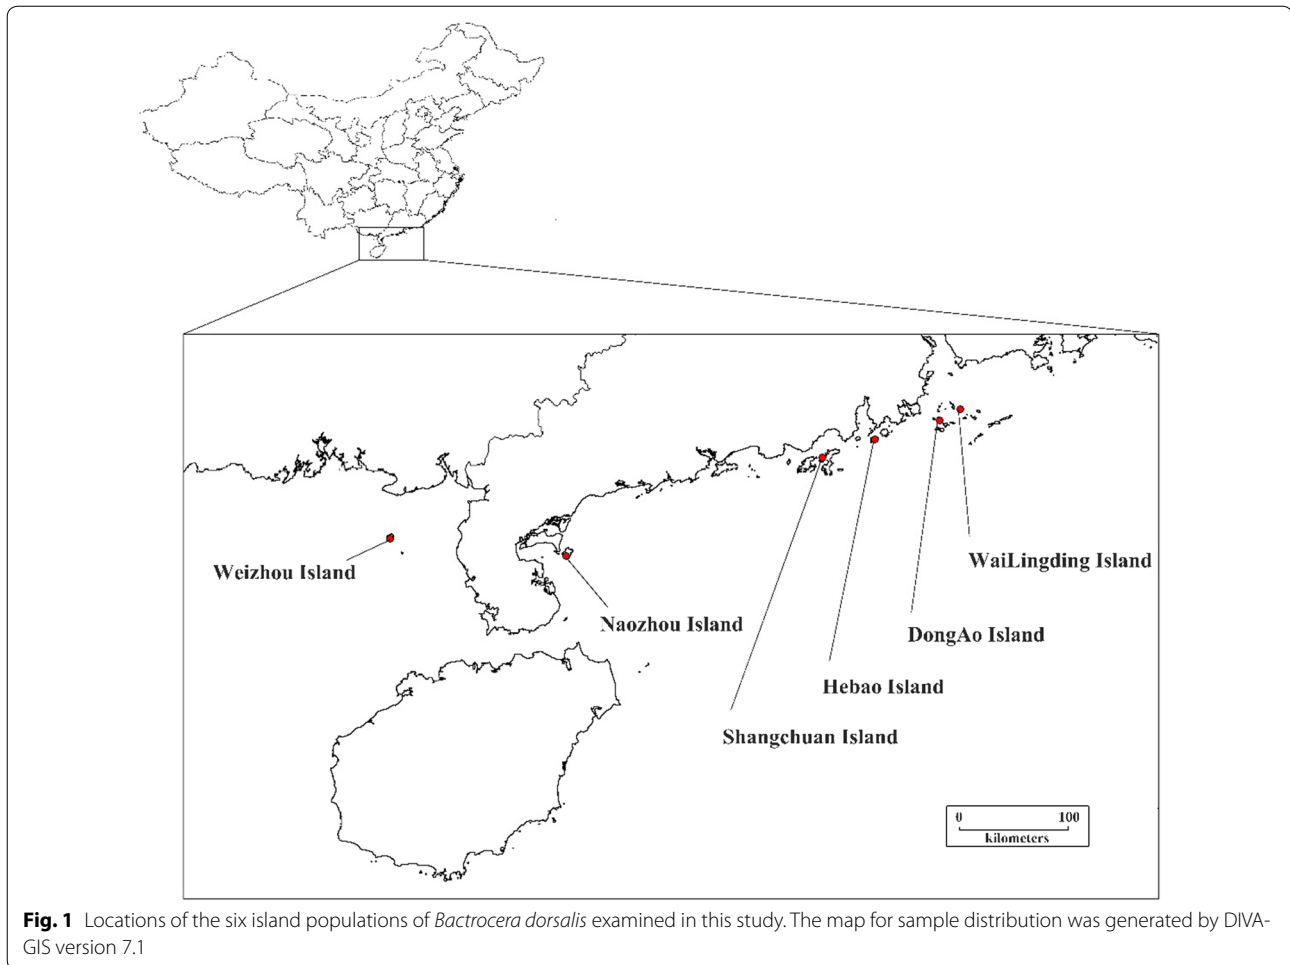 Weizhou Island
Naozhou Island
WaiLingding Island
DongAo Island
Hebao Island
Shangchuan Island
0 100
kilometers
Fig. 1 Locations of the six island populations of Bactrocera dorsalis examined in this study. The map for sample distribution was generated by DIVA-
GIS version 7.1